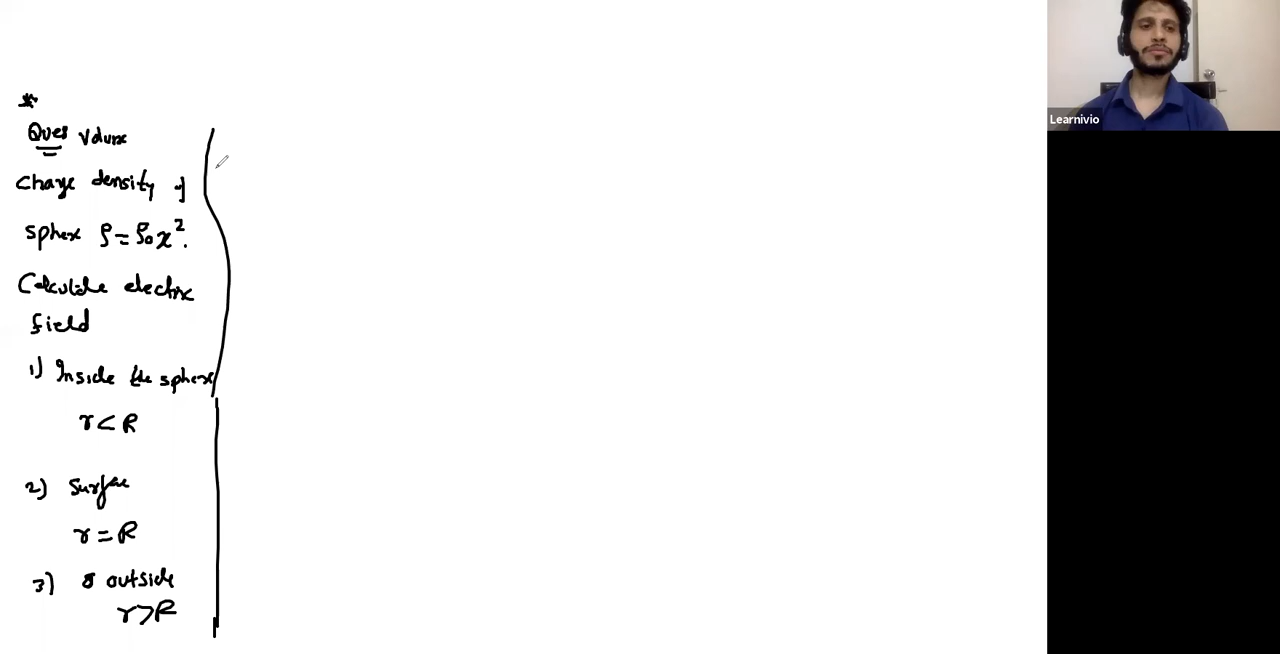 Ques Volume
Charge density of
sphere ρ = ρ₀x².
Calculate electric
field
1) Inside the sphere
r < R
2) Surface
r = R
3) outside
r > R
Learnivio